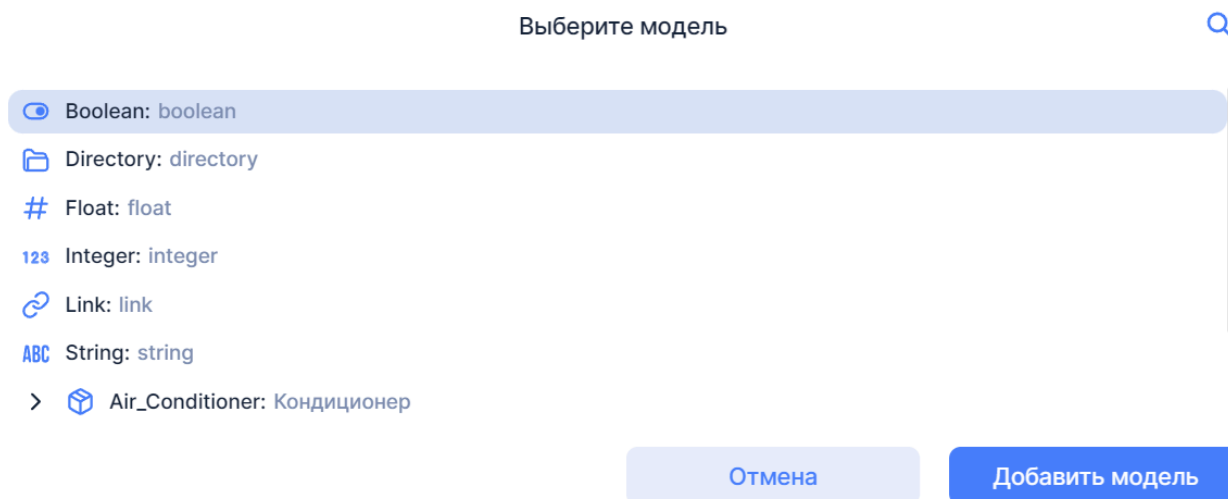 Выберите модель
Boolean: boolean
Directory: directory
# Float: float
123 Integer: integer
Link: link
ABC String: string
Air_Conditioner: Кондиционер
Отмена Добавить модель